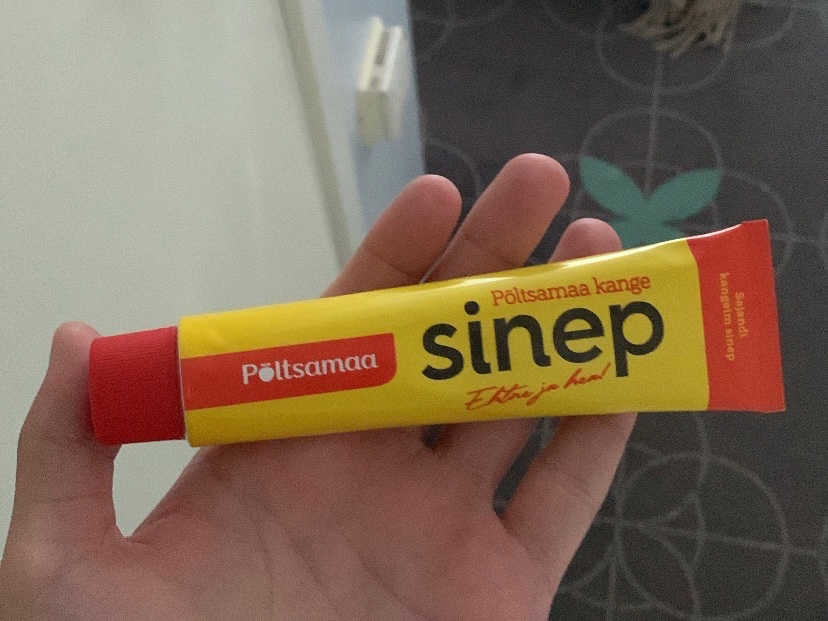 Põltsamaa
Põltsamaa kange
sinep
Ehtne ja hea!
Sajandi
kangeim sinep